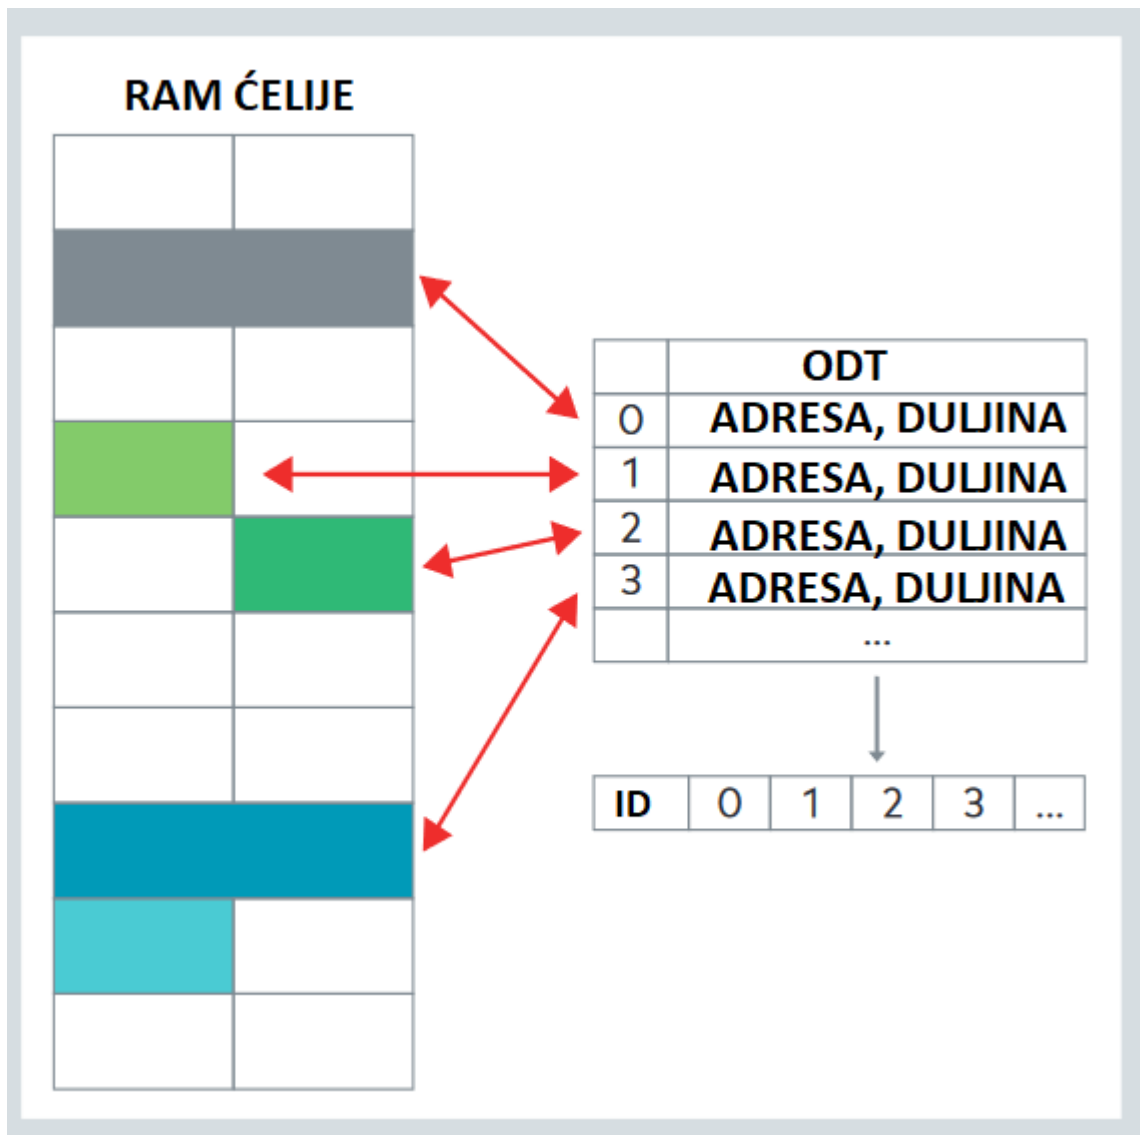 RAM ĆELIJE
ODT
0 ADRESA, DULJINA
1 ADRESA, DULJINA
2 ADRESA, DULJINA
3 ADRESA, DULJINA
...
ID 0 1 2 3 ...